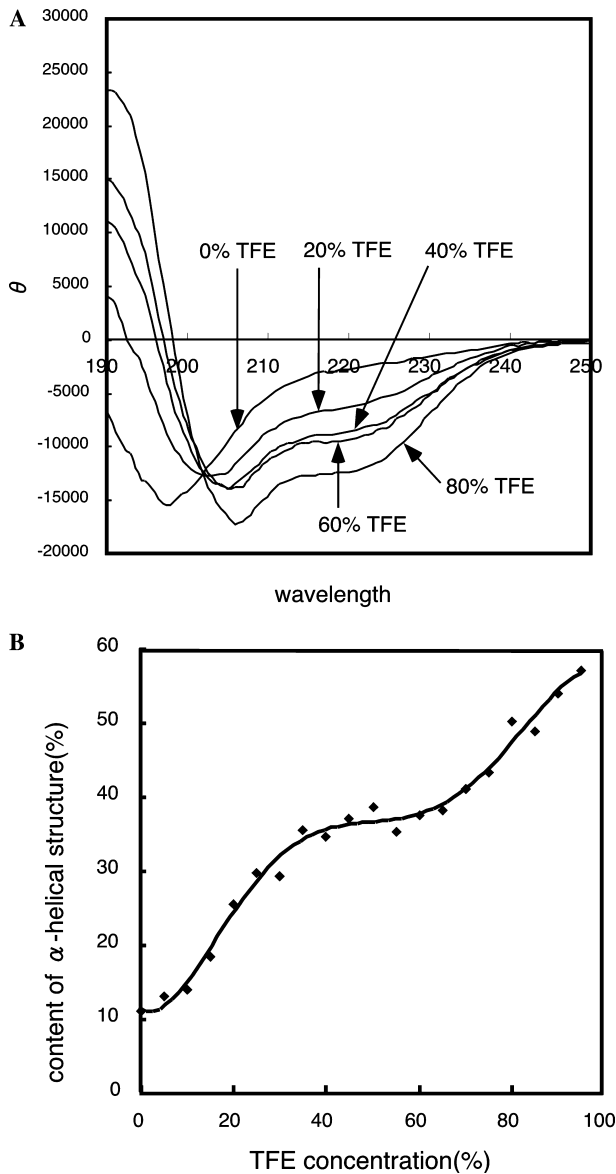 A
30000
25000
20000
15000
10000
5000
0
-5000
-10000
-15000
-20000
θ
0% TFE
20% TFE
40% TFE
60% TFE
80% TFE
190 200 210 220 230 240 250
wavelength
B
60
50
40
30
20
10
0
content of α-helical structure(%)
0 20 40 60 80 100
TFE concentration(%)